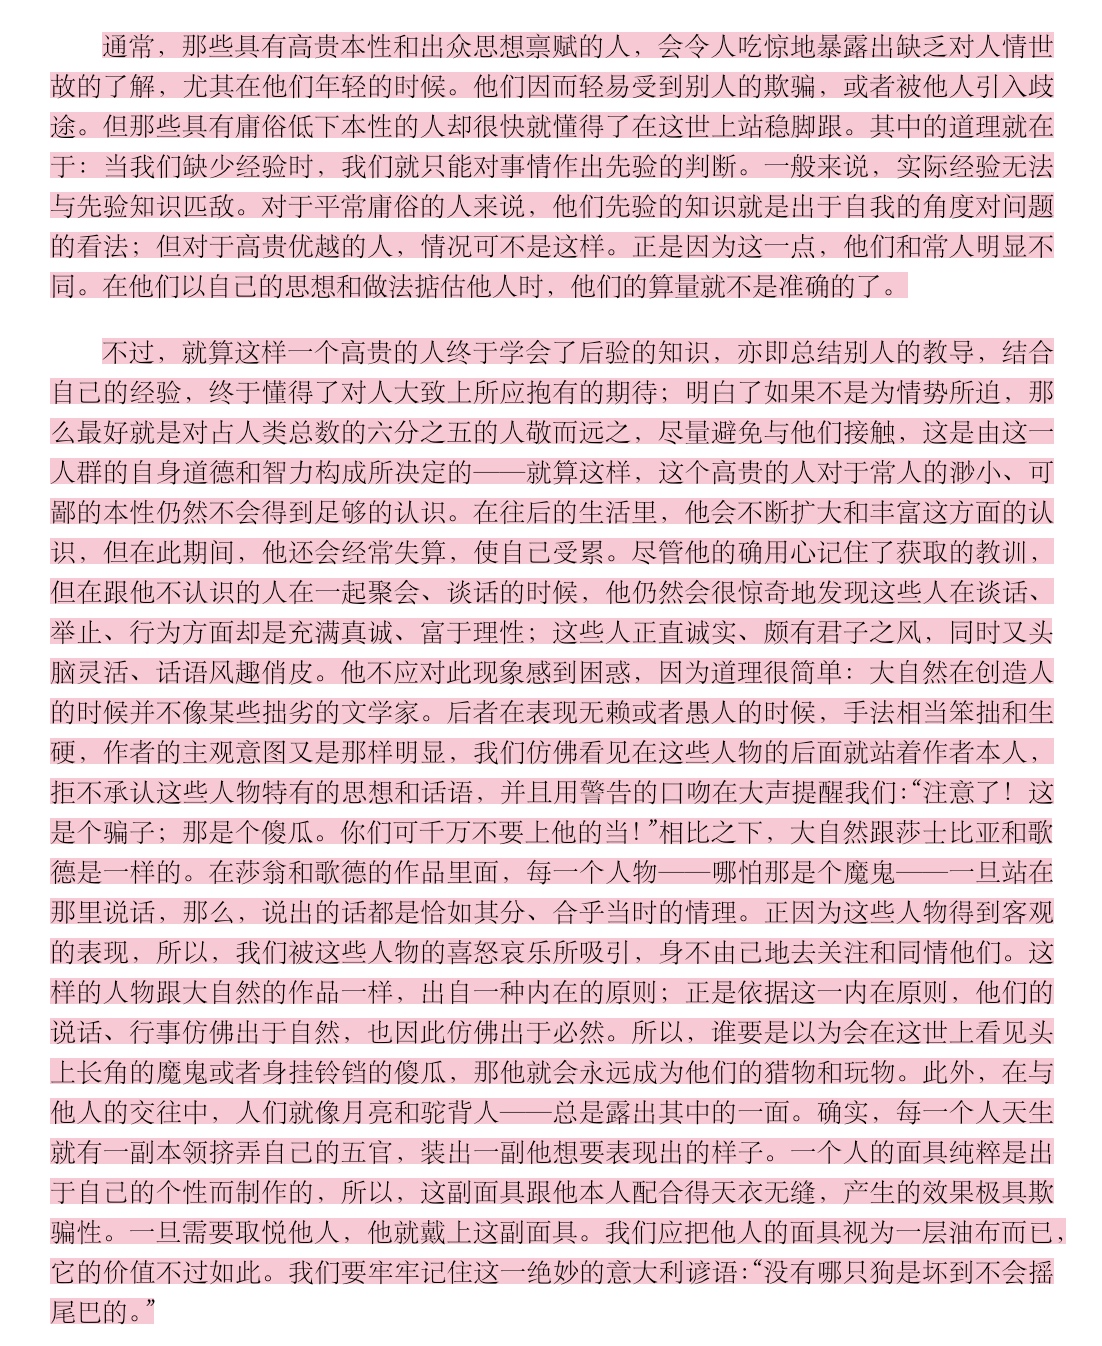 通常，那些具有高贵本性和出众思想禀赋的人，会令人吃惊地暴露出缺乏对人情世
故的了解，尤其在他们年轻的时候。他们因而轻易受到别人的欺骗，或者被他人引入歧
途。但那些具有庸俗低下本性的人却很快就懂得了在这世上站稳脚跟。其中的道理就在
于：当我们缺少经验时，我们就只能对事情作出先验的判断。一般来说，实际经验无法
与先验知识匹敌。对于平常庸俗的人来说，他们先验的知识就是出于自我的角度对问题
的看法；但对于高贵优越的人，情况可不是这样。正是因为这一点，他们和常人明显不
同。在他们以自己的思想和做法掂估他人时，他们的算量就不是准确的了。
不过，就算这样一个高贵的人终于学会了后验的知识，亦即总结别人的教导，结合
自己的经验，终于懂得了对人大致上所应抱有的期待；明白了如果不是为情势所迫，那
么最好就是对占人类总数的六分之五的人敬而远之，尽量避免与他们接触，这是由这一
人群的自身道德和智力构成所决定的——就算这样，这个高贵的人对于常人的渺小、可
鄙的本性仍然不会得到足够的认识。在往后的生活里，他会不断扩大和丰富这方面的认
识，但在此期间，他还会经常失算，使自己受累。尽管他的确用心记住了获取的教训，
但在跟他不认识的人在一起聚会、谈话的时候，他仍然会很惊奇地发现这些人在谈话、
举止、行为方面却是充满真诚、富于理性；这些人正直诚实、颇有君子之风，同时又头
脑灵活、话语风趣俏皮。他不应对此现象感到困惑，因为道理很简单：大自然在创造人
的时候并不像某些拙劣的文学家。后者在表现无赖或者愚人的时候，手法相当笨拙和生
硬，作者的主观意图又是那样明显，我们仿佛看见在这些人物的后面就站着作者本人，
拒不承认这些人物特有的思想和话语，并且用警告的口吻在大声提醒我们：“注意了！这
是个骗子；那是个傻瓜。你们可千万不要上他的当！”相比之下，大自然跟莎士比亚和歌
德是一样的。在莎翁和歌德的作品里面，每一个人物——哪怕那是个魔鬼——一旦站在
那里说话，那么，说出的话都是恰如其分、合乎当时的情理。正因为这些人物得到客观
的表现，所以，我们被这些人物的喜怒哀乐所吸引，身不由己地去关注和同情他们。这
样的人物跟大自然的作品一样，出自一种内在的原则；正是依据这一内在原则，他们的
说话、行事仿佛出于自然，也因此仿佛出于必然。所以，谁要是以为会在这世上看见头
上长角的魔鬼或者身挂铃铛的傻瓜，那他就会永远成为他们的猎物和玩物。此外，在与
他人的交往中，人们就像月亮和驼背人——总是露出其中的一面。确实，每一个人天生
就有一副本领挤弄自己的五官，装出一副他想要表现出的样子。一个人的面具纯粹是出
于自己的个性而制作的，所以，这副面具跟他本人配合得天衣无缝，产生的效果极具欺
骗性。一旦需要取悦他人，他就戴上这副面具。我们应把他人的面具视为一层油布而已，
它的价值不过如此。我们要牢牢记住这一绝妙的意大利谚语：“没有哪只狗是坏到不会摇
尾巴的。”